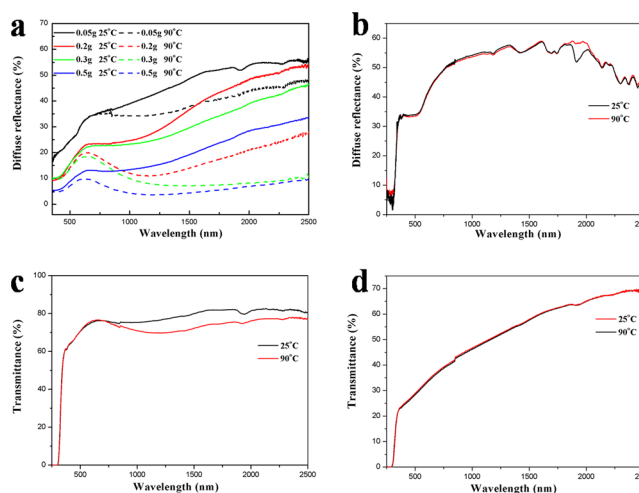 a
0.05g 25°C 0.05g 90°C
0.2g 25°C 0.2g 90°C
0.3g 25°C 0.3g 90°C
0.5g 25°C 0.5g 90°C
Diffuse reflectance (%)
70
60
50
40
30
20
10
0
500 1000 1500 2000 2500
Wavelength (nm)
b
25°C
90°C
Diffuse reflectance (%)
60
50
40
30
20
10
0
500 1000 1500 2000
Wavelength (nm)
c
25°C
90°C
Transmittance (%)
100
80
60
40
20
0
500 1000 1500 2000 2500
Wavelength (nm)
d
25°C
90°C
Transmittance (%)
70
60
50
40
30
20
10
0
500 1000 1500 2000
Wavelength (nm)